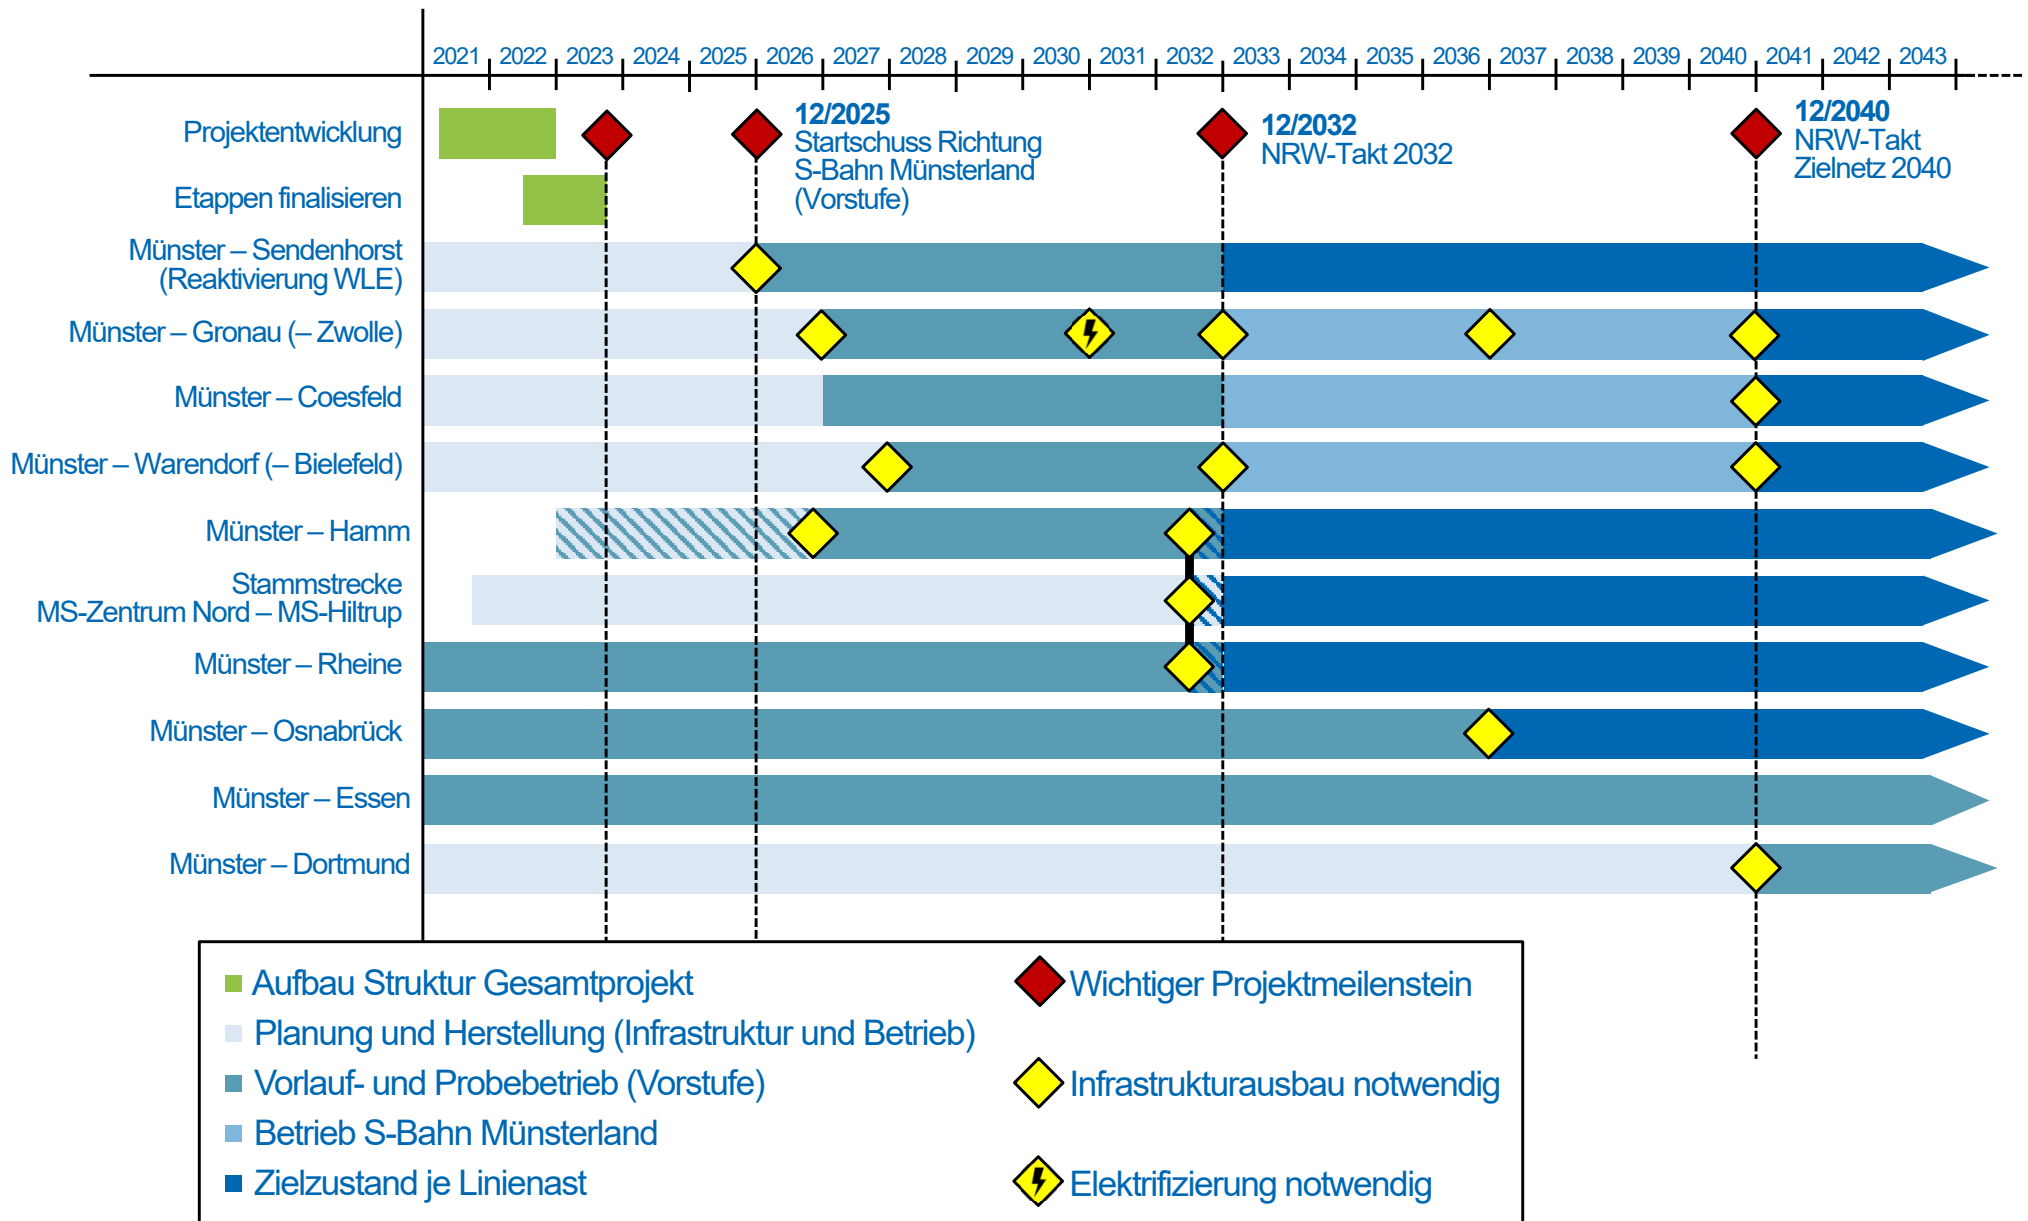 2021 2022 2023 2024 2025 2026 2027 2028 2029 2030 2031 2032 2033 2034 2035 2036 2037 2038 2039 2040 2041 2042 2043
Projektentwicklung
12/2025
Startschuss Richtung
S-Bahn Münsterland
(Vorstufe)
12/2032
NRW-Takt 2032
12/2040
NRW-Takt
Zielnetz 2040
Etappen finalisieren
Münster – Sendenhorst
(Reaktivierung WLE)
Münster – Gronau (– Zwolle)
Münster – Coesfeld
Münster – Warendorf (– Bielefeld)
Münster – Hamm
Stammstrecke
MS-Zentrum Nord – MS-Hiltrup
Münster – Rheine
Münster – Osnabrück
Münster – Essen
Münster – Dortmund
Aufbau Struktur Gesamtprojekt
Planung und Herstellung (Infrastruktur und Betrieb)
Vorlauf- und Probebetrieb (Vorstufe)
Betrieb S-Bahn Münsterland
Zielzustand je Linienast
Wichtiger Projektmeilenstein
Infrastrukturausbau notwendig
Elektrifizierung notwendig